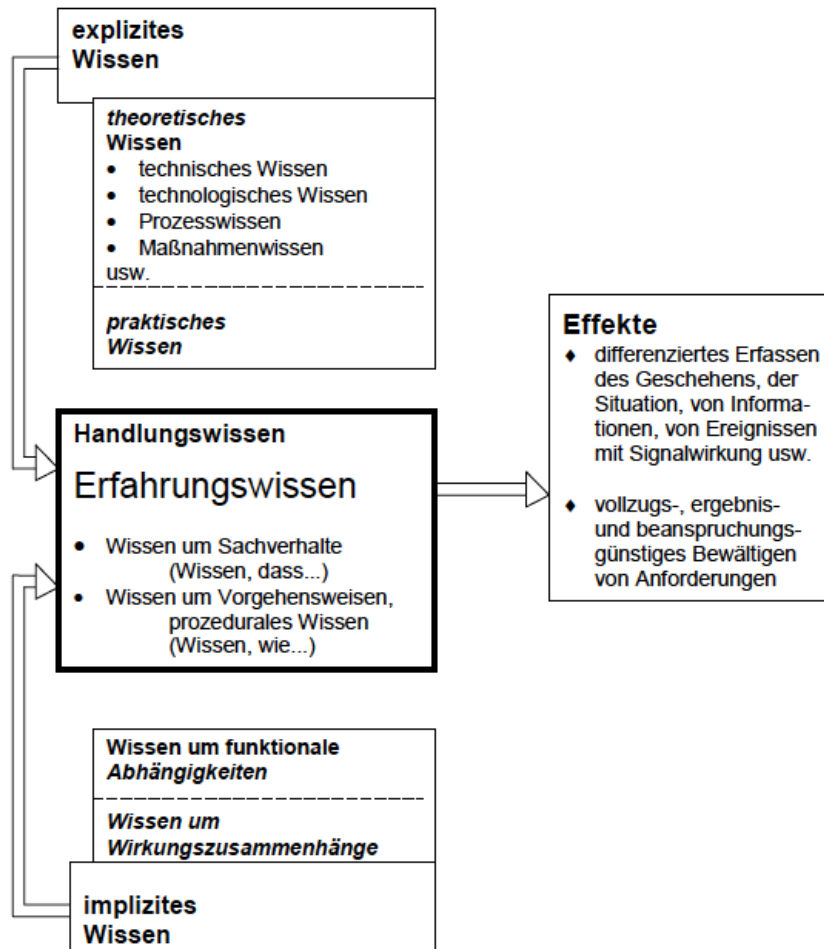 explizites
Wissen
theoretisches
Wissen
• technisches Wissen
• technologisches Wissen
• Prozesswissen
• Maßnahmenwissen
usw.
praktisches
Wissen
Handlungswissen
Erfahrungswissen
• Wissen um Sachverhalte
(Wissen, dass...)
• Wissen um Vorgehensweisen,
prozedurales Wissen
(Wissen, wie...)
Wissen um funktionale
Abhängigkeiten
Wissen um
Wirkungszusammenhänge
implizites
Wissen
Effekte
♦ differenziertes Erfassen
des Geschehens, der
Situation, von Informa-
tionen, von Ereignissen
mit Signalwirkung usw.
♦ vollzugs-, ergebnis-
und beanspruchungs-
günstiges Bewältigen
von Anforderungen